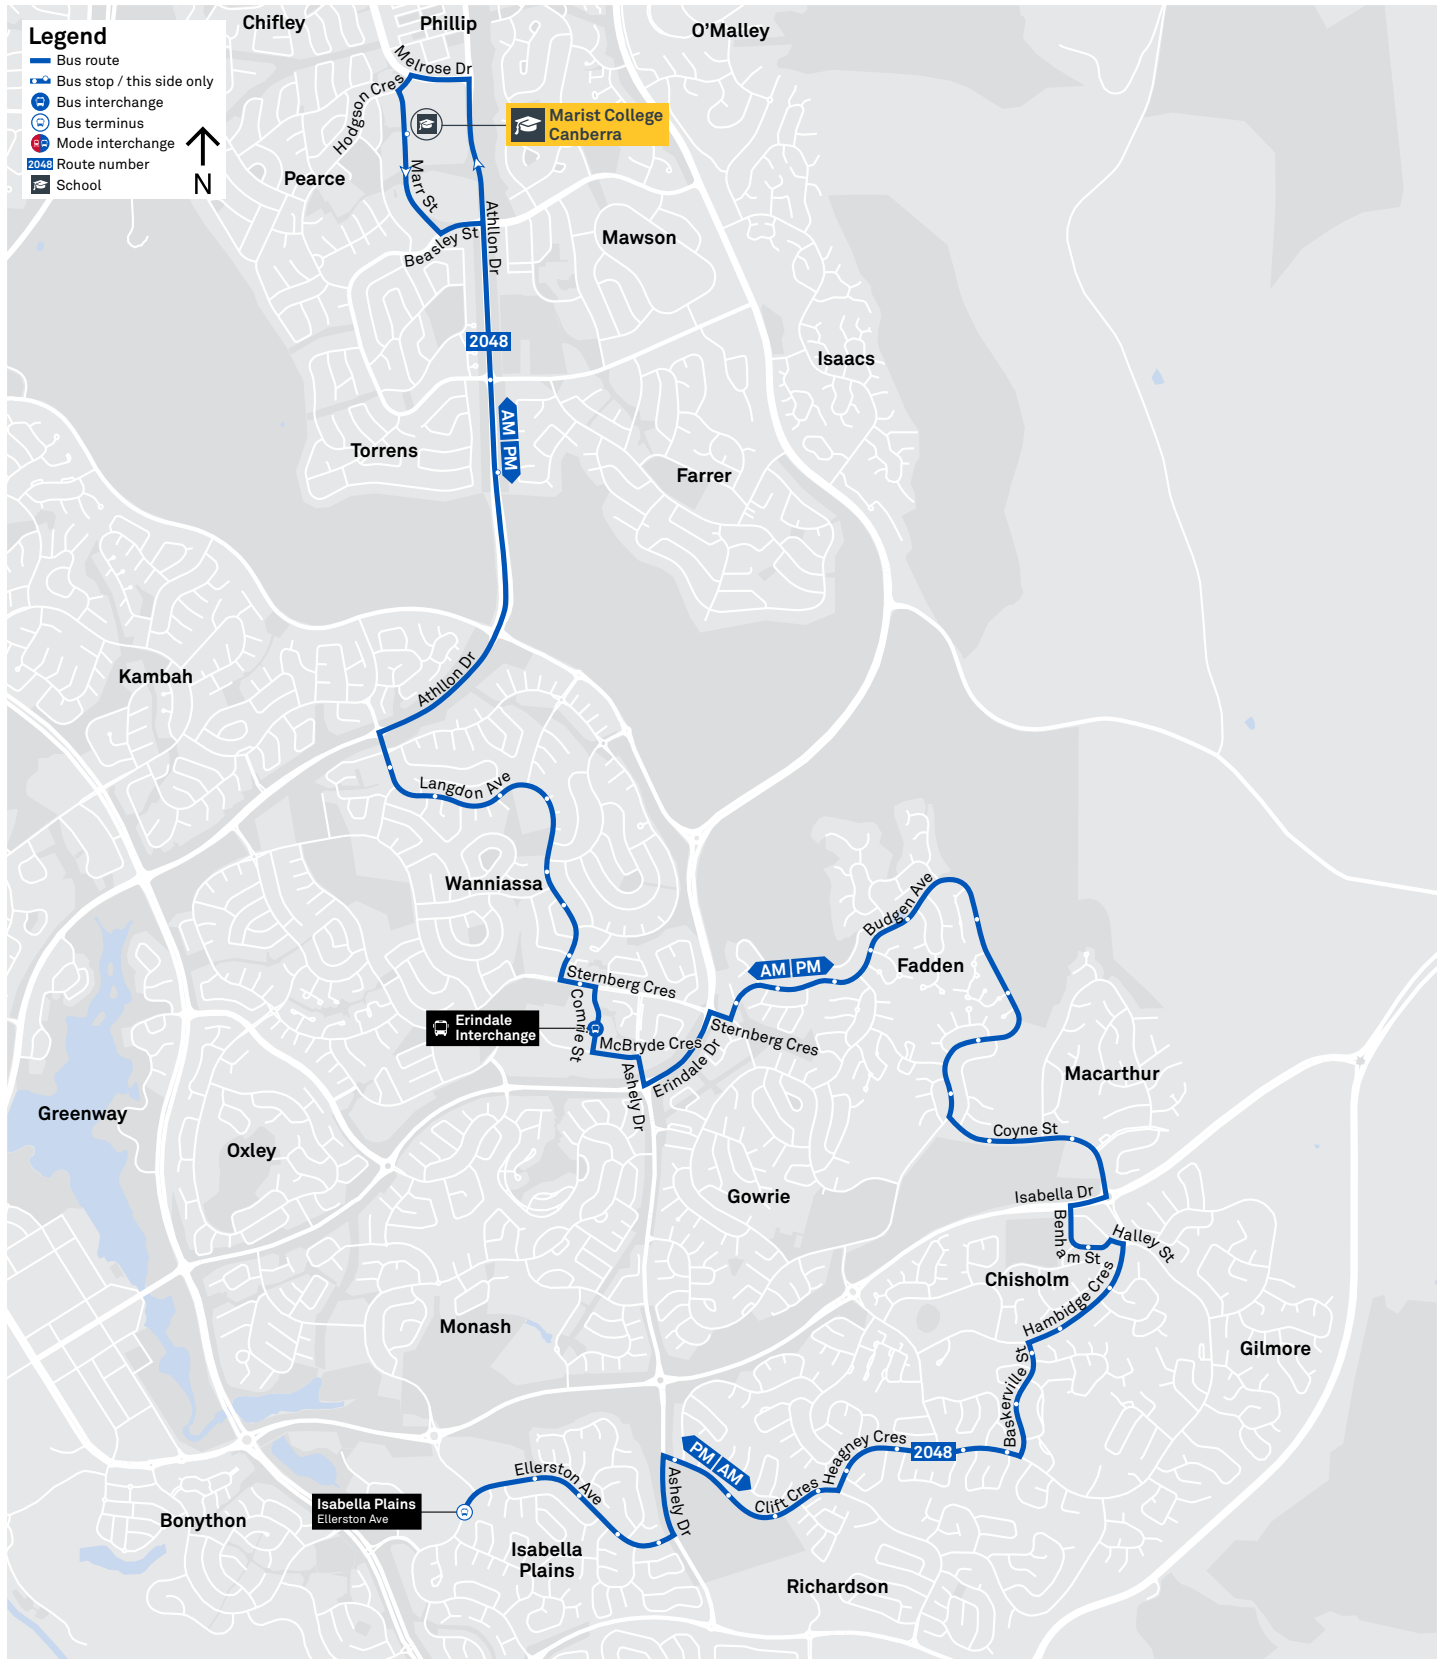 Legend
Bus route
Bus stop / this side only
Bus interchange
Bus terminus
Mode interchange
2048 Route number
School
N
Chifley
Phillip
O'Malley
Melrose Dr
Hodgson Cres
Marist College
Canberra
Pearce
Marr St
Athllon Dr
Beasley St
Mawson
2048
Isaacs
AM PM
Torrens
Farrer
Kambah
Athllon Dr
Langdon Ave
Wanniassa
Budgen Ave
Fadden
AM PM
Sternberg Cres
Comrie St
Erindale
Interchange
McBryde Cres
Sternberg Cres
Erindale Dr
Ashely Dr
Macarthur
Greenway
Oxley
Coyne St
Gowrie
Isabella Dr
Benham St
Halley St
Chisholm
Hambidge Cres
Monash
Gilmore
Baskerville St
Heagney Cres
2048
PM AM
Clift Cres
Ellerston Ave
Ashely Dr
Isabella Plains
Ellerston Ave
Bonython
Isabella
Plains
Richardson